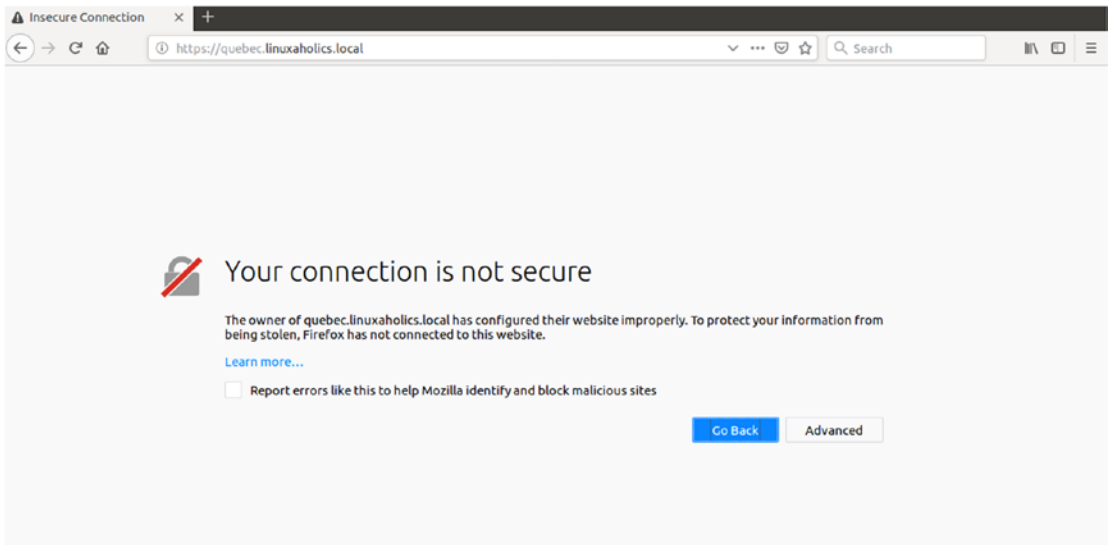 Insecure Connection
https://quebec.linuxaholics.local
Search
Your connection is not secure
The owner of quebec.linuxaholics.local has configured their website improperly. To protect your information from
being stolen, Firefox has not connected to this website.
Learn more...
Report errors like this to help Mozilla identify and block malicious sites
Go Back
Advanced